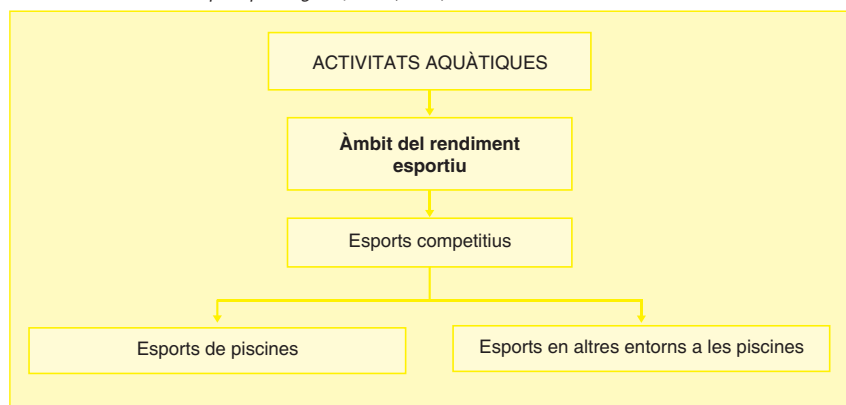 ACTIVITATS AQUÀTIQUES
Àmbit del rendiment
esportiu
Esports competitius
Esports de piscines
Esports en altres entorns a les piscines